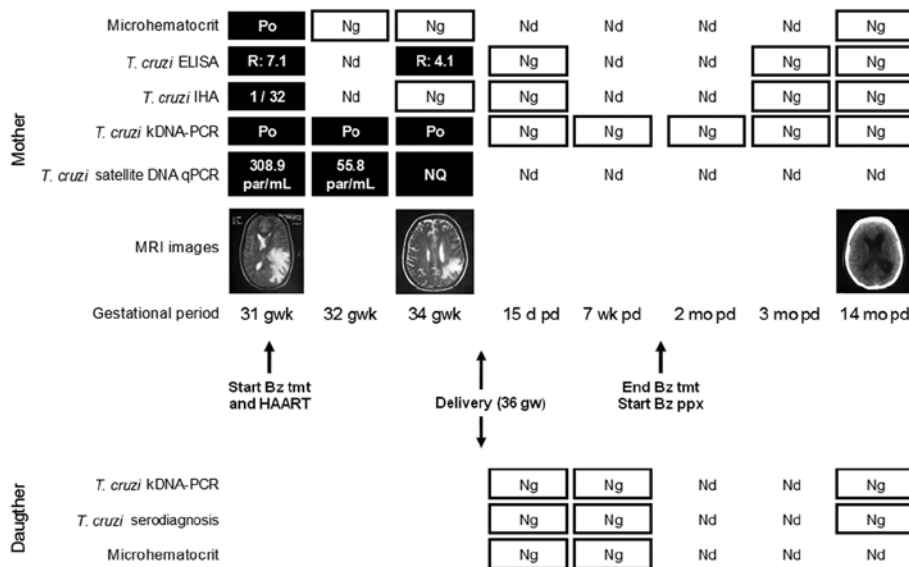 Microhematocrit Po Ng Ng Nd Nd Nd Nd Ng
T. cruzi ELISA R: 7.1 Nd R: 4.1 Ng Nd Nd Ng Ng
T. cruzi IHA 1 / 32 Nd Ng Ng Nd Nd Ng Ng
Mother
T. cruzi kDNA-PCR Po Po Po Ng Ng Ng Ng Ng
T. cruzi satellite DNA qPCR 308.9 par/mL 55.8 par/mL NQ Nd Nd Nd Nd Nd
MRI images
Gestational period 31 gwk 32 gwk 34 gwk 15 d pd 7 wk pd 2 mo pd 3 mo pd 14 mo pd
Start Bz tmt
and HAART
Delivery (36 gw)
End Bz tmt
Start Bz ppx
Daugther
T. cruzi kDNA-PCR Ng Ng Nd Nd Ng
T. cruzi serodiagnosis Ng Ng Nd Nd Ng
Microhematocrit Ng Ng Nd Nd Nd